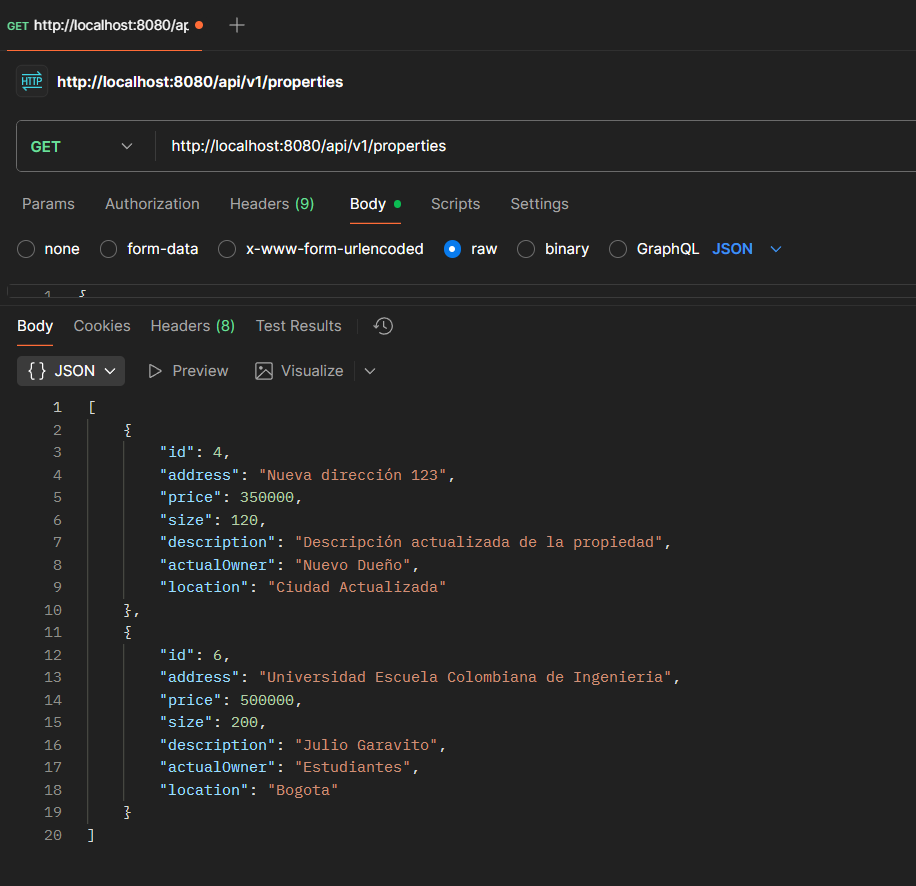 GET http://localhost:8080/ap
HTTP http://localhost:8080/api/v1/properties
GET http://localhost:8080/api/v1/properties
Params Authorization Headers (9) Body Scripts Settings
none form-data x-www-form-urlencoded raw binary GraphQL JSON
1 {
Body Cookies Headers (8) Test Results
{} JSON Preview Visualize
1 [
2 {
3 "id": 4,
4 "address": "Nueva dirección 123",
5 "price": 350000,
6 "size": 120,
7 "description": "Descripción actualizada de la propiedad",
8 "actualOwner": "Nuevo Dueño",
9 "location": "Ciudad Actualizada"
10 },
11 {
12 "id": 6,
13 "address": "Universidad Escuela Colombiana de Ingenieria",
14 "price": 500000,
15 "size": 200,
16 "description": "Julio Garavito",
17 "actualOwner": "Estudiantes",
18 "location": "Bogota"
19 }
20 ]